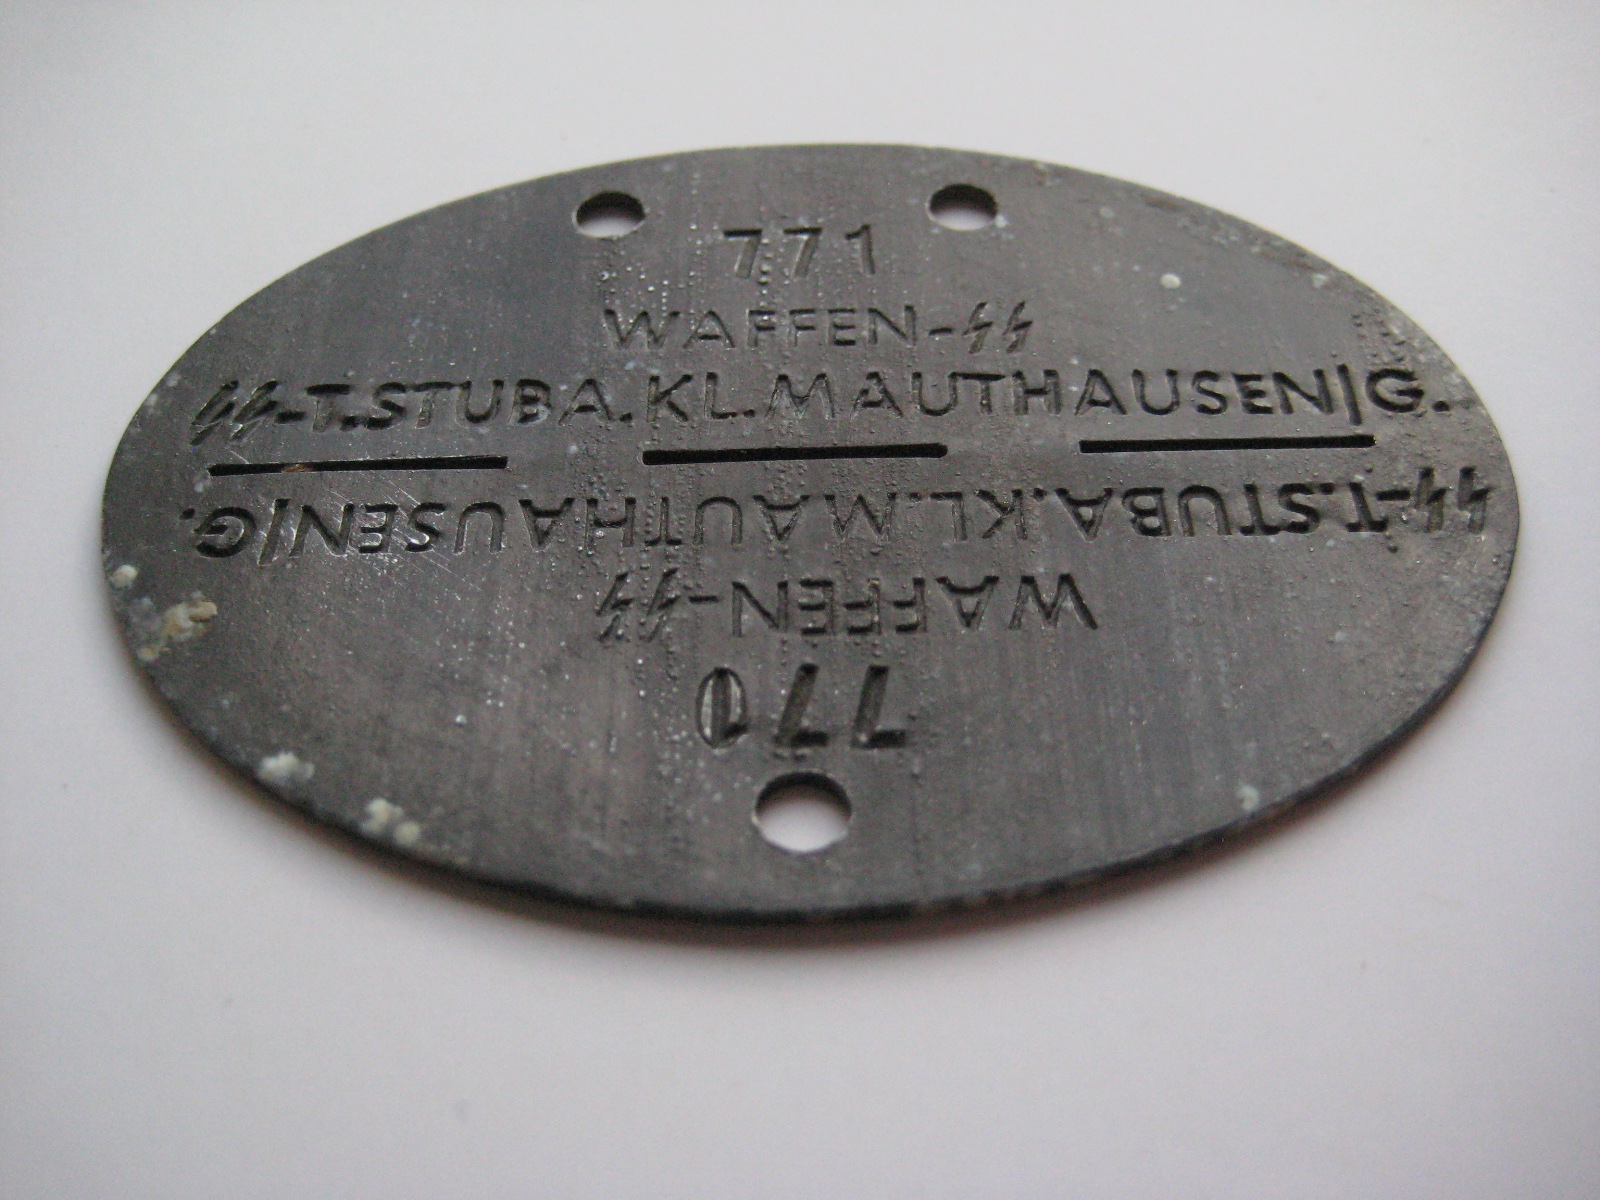 771
WAFFEN-ᛋᛋ
ᛋᛋ-T.STUBA.KL.MAUTHAUSEN/G.
ᛋᛋ-T.STUBA.KL.MAUTHAUSEN/G.
WAFFEN-ᛋᛋ
770